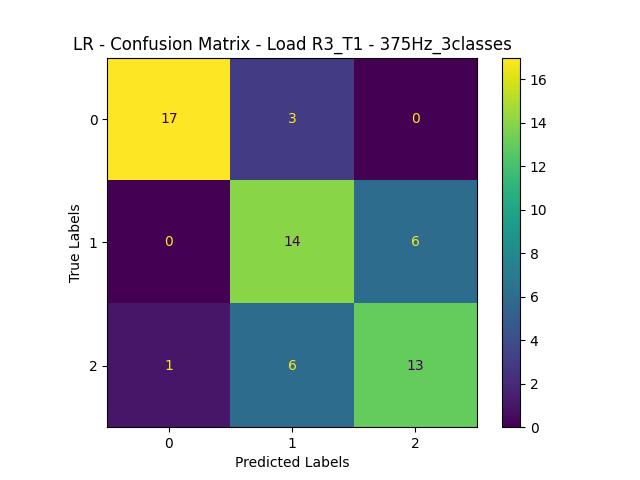 LR - Confusion Matrix - Load R3_T1 - 375Hz_3classes
0 17 3 0
1 0 14 6
2 1 6 13
0 1 2
Predicted Labels
True Labels
16
14
12
10
8
6
4
2
0